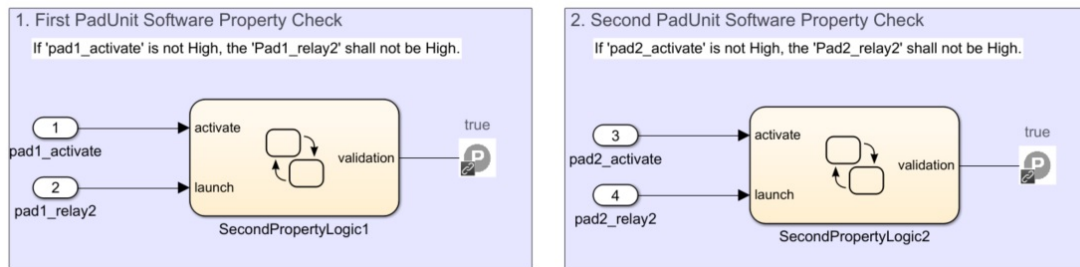 1. First PadUnit Software Property Check
If 'pad1_activate' is not High, the 'Pad1_relay2' shall not be High.
1
pad1_activate
2
pad1_relay2
activate
launch
validation
SecondPropertyLogic1
true
P
2. Second PadUnit Software Property Check
If 'pad2_activate' is not High, the 'Pad2_relay2' shall not be High.
3
pad2_activate
4
pad2_relay2
activate
launch
validation
SecondPropertyLogic2
true
P